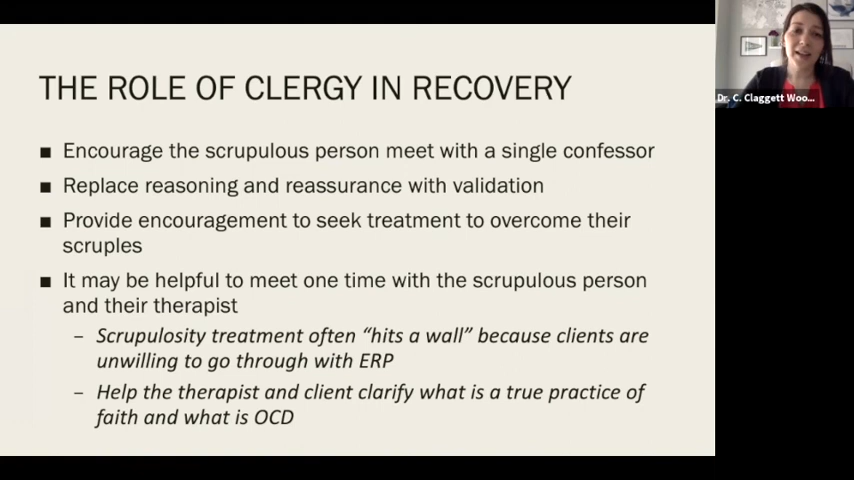 THE ROLE OF CLERGY IN RECOVERY
■ Encourage the scrupulous person meet with a single confessor
■ Replace reasoning and reassurance with validation
■ Provide encouragement to seek treatment to overcome their
scruples
■ It may be helpful to meet one time with the scrupulous person
and their therapist
– Scrupulosity treatment often “hits a wall” because clients are
unwilling to go through with ERP
– Help the therapist and client clarify what is a true practice of
faith and what is OCD
Dr. C. Claggett Woo...